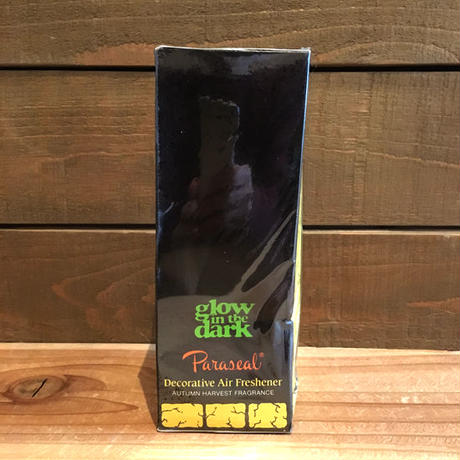 glow
in the
dark
Paraseal®
Decorative Air Freshener
AUTUMN HARVEST FRAGRANCE